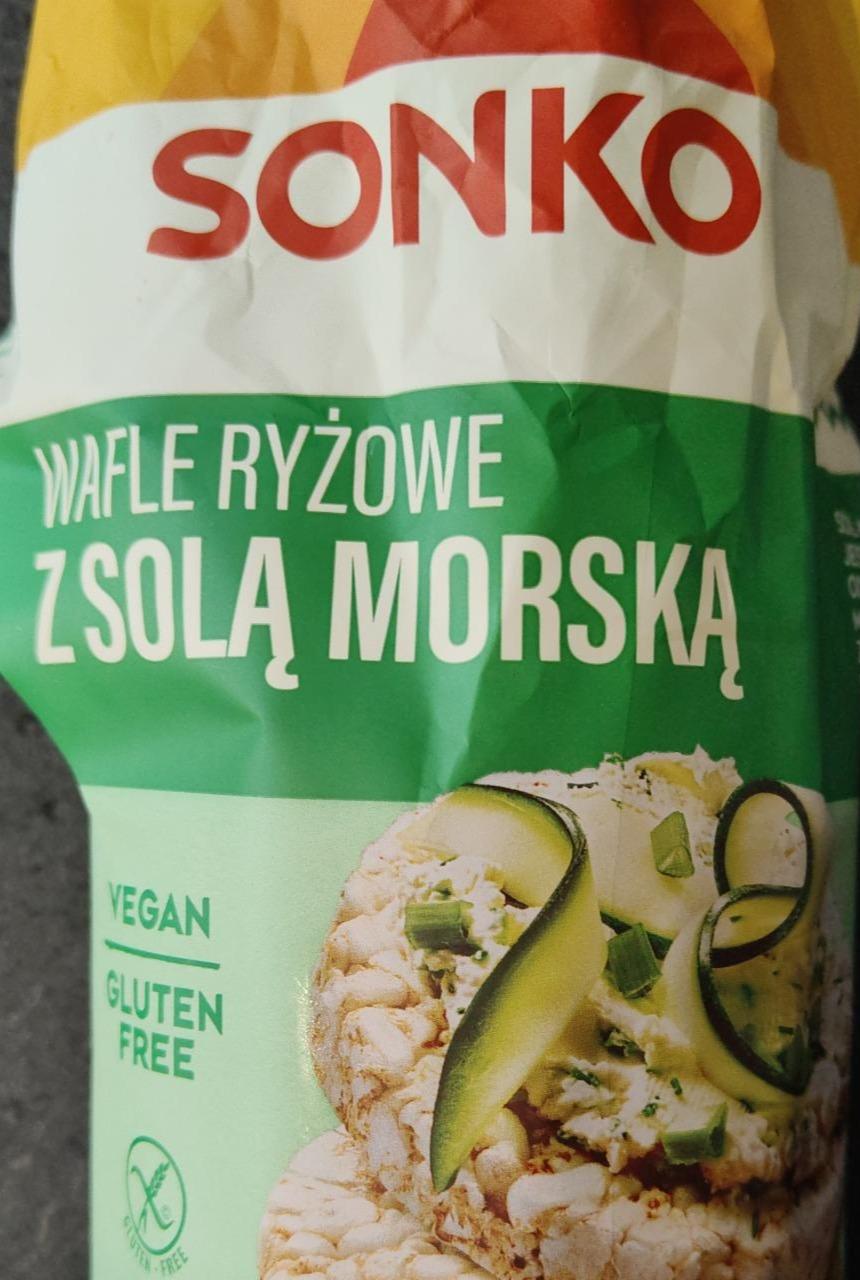 SONKO
WAFLE RYŻOWE
Z SOLĄ MORSKĄ
VEGAN
GLUTEN
FREE
GLUTEN-FREE